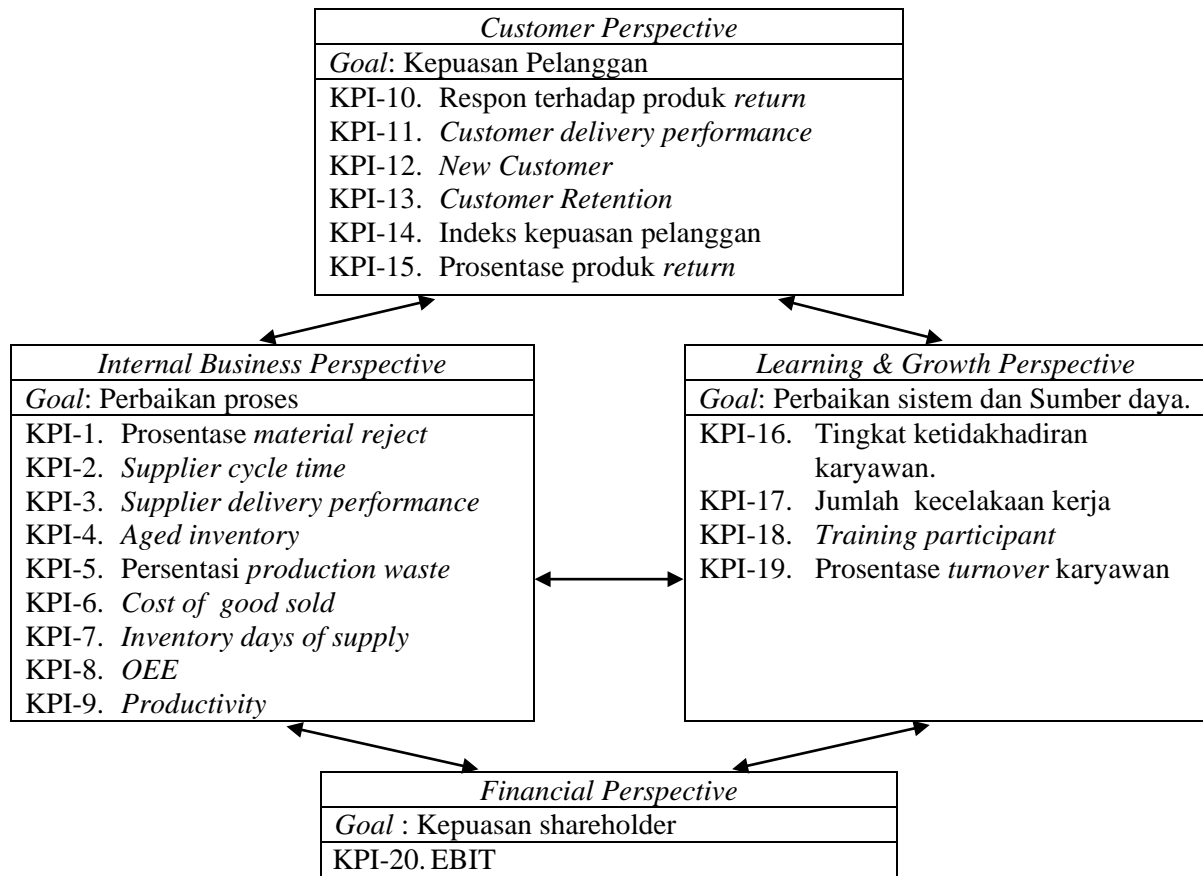 Customer Perspective
Goal: Kepuasan Pelanggan
KPI-10. Respon terhadap produk return
KPI-11. Customer delivery performance
KPI-12. New Customer
KPI-13. Customer Retention
KPI-14. Indeks kepuasan pelanggan
KPI-15. Prosentase produk return
Internal Business Perspective
Goal: Perbaikan proses
KPI-1. Prosentase material reject
KPI-2. Supplier cycle time
KPI-3. Supplier delivery performance
KPI-4. Aged inventory
KPI-5. Persentasi production waste
KPI-6. Cost of good sold
KPI-7. Inventory days of supply
KPI-8. OEE
KPI-9. Productivity
Learning & Growth Perspective
Goal: Perbaikan sistem dan Sumber daya.
KPI-16. Tingkat ketidakhadiran
karyawan.
KPI-17. Jumlah kecelakaan kerja
KPI-18. Training participant
KPI-19. Prosentase turnover karyawan
Financial Perspective
Goal : Kepuasan shareholder
KPI-20. EBIT